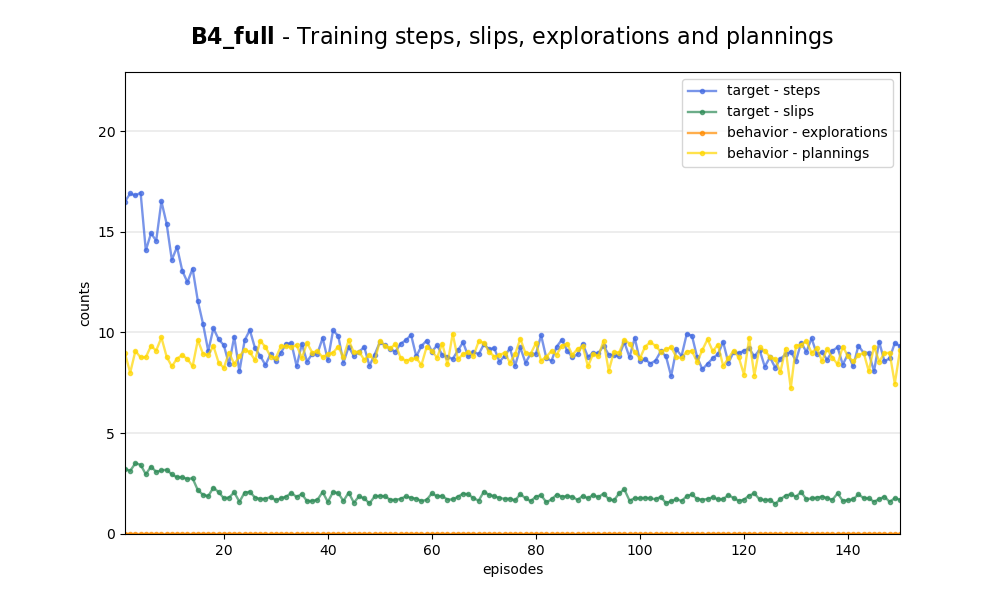 B4_full - Training steps, slips, explorations and plannings
target - steps
target - slips
behavior - explorations
behavior - plannings
counts
20
15
10
5
0
20 40 60 80 100 120 140
episodes